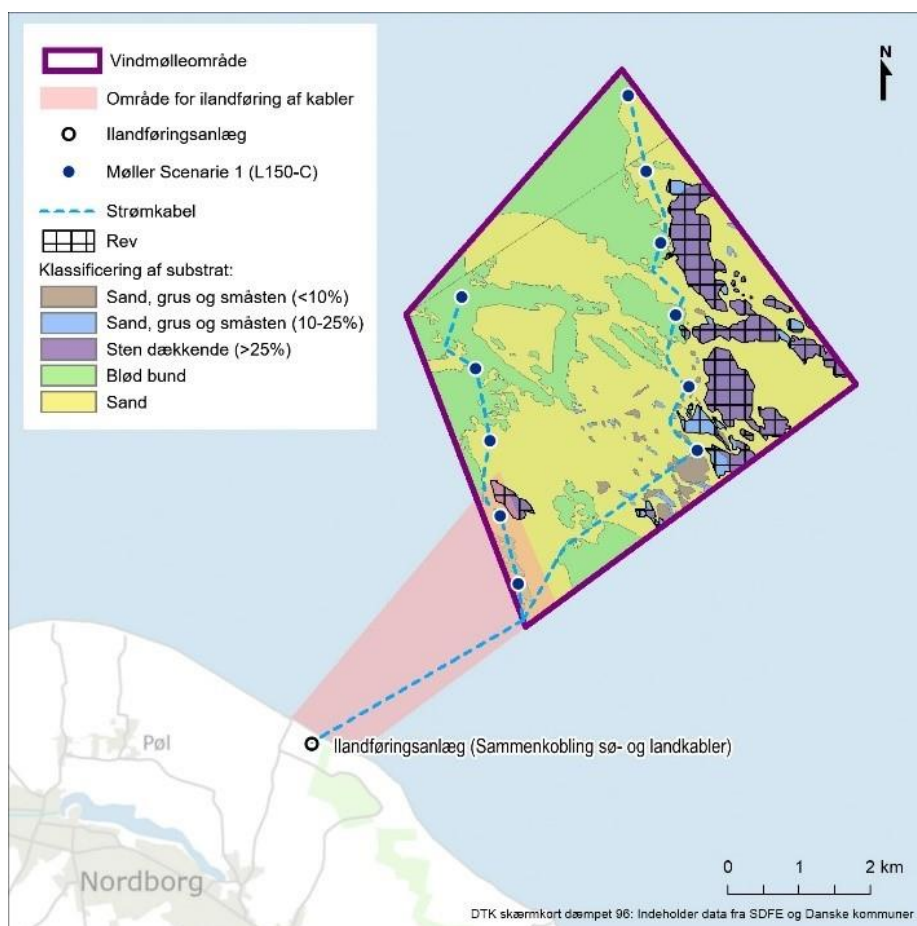 Vindmølleområde
Område for ilandføring af kabler
Ilandføringsanlæg
Møller Scenarie 1 (L150-C)
Strømkabel
Rev
Klassificering af substrat:
Sand, grus og småsten (<10%)
Sand, grus og småsten (10-25%)
Sten dækkende (>25%)
Blød bund
Sand
N
Ilandføringsanlæg (Sammenkobling sø- og landkabler)
Pøl
Nordborg
0 1 2 km
DTK skærmkort dæmpet 96: Indeholder data fra SDFE og Danske kommuner